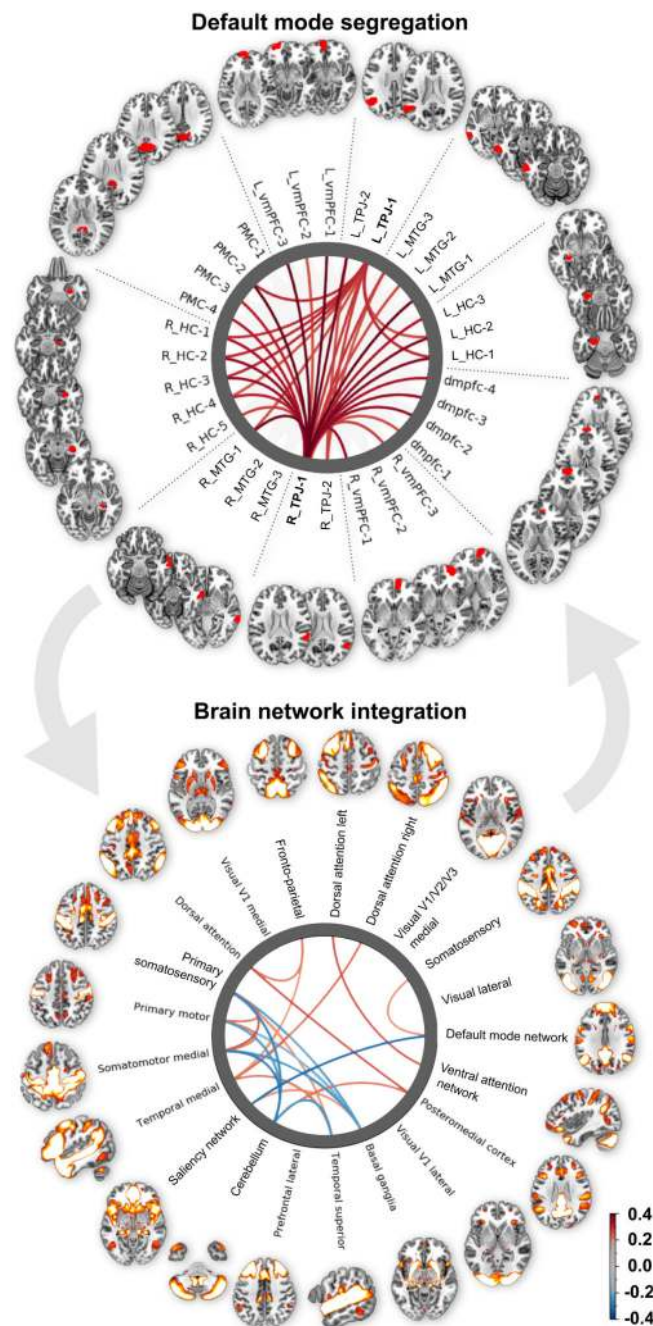 Default mode segregation
PMC-4
PMC-3
PMC-2
PMC-1
L_vmPFC-3
L_vmPFC-2
L_vmPFC-1
L_TPJ-2
L_TPJ-1
L_MTG-3
L_MTG-2
L_MTG-1
L_HC-3
L_HC-2
L_HC-1
dmpfc-4
dmpfc-3
dmpfc-2
dmpfc-1
R_vmPFC-3
R_vmPFC-2
R_vmPFC-1
R_TPJ-2
R_TPJ-1
R_MTG-3
R_MTG-2
R_MTG-1
R_HC-5
R_HC-4
R_HC-3
R_HC-2
R_HC-1
Brain network integration
Primary
somatosensory
Dorsal attention
Visual V1 medial
Fronto-parietal
Dorsal attention left
Dorsal attention right
Visual V1/V2/V3
medial
Somatosensory
Visual lateral
Default mode network
Ventral attention
network
Posteromedial cortex
Visual V1 lateral
Basal ganglia
Temporal superior
Prefrontal lateral
Cerebellum
Saliency network
Temporal medial
Somatomotor medial
Primary motor
0.4
0.2
0.0
-0.2
-0.4